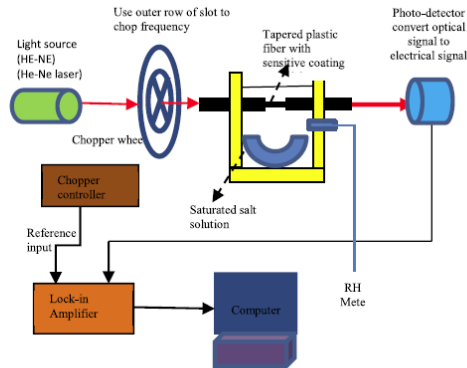 Use outer row of slot to
chop frequency
Light source
(HE-NE)
(He-Ne laser)
Tapered plastic
fiber with
sensitive coating
Photo-detector
convert optical
signal to
electrical signal
Chopper whee
Chopper
controller
Saturated salt
solution
Reference
input
RH
Mete
Lock-in
Amplifier
Computer